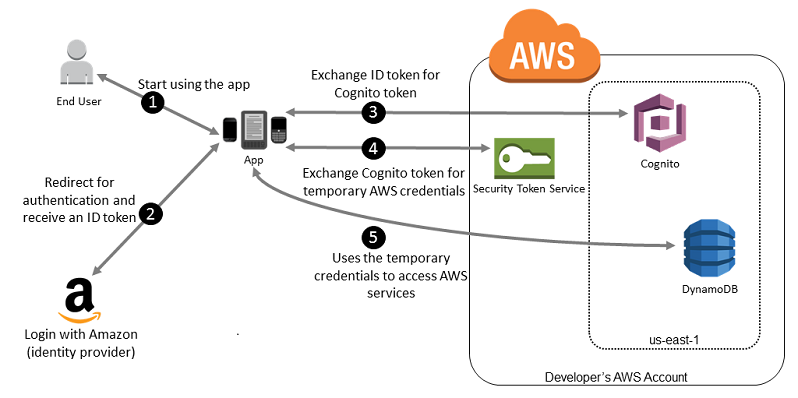 AWS
End User
Start using the app
1
App
Exchange ID token for
Cognito token
3
4
Exchange Cognito token for
temporary AWS credentials
Security Token Service
Cognito
Redirect for
authentication and
receive an ID token
2
5
Uses the temporary
credentials to access AWS
services
DynamoDB
a
Login with Amazon
(identity provider)
us-east-1
Developer's AWS Account